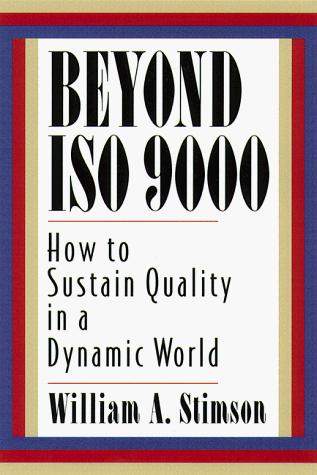 BEYOND
ISO 9000
How to
Sustain Quality
in a
Dynamic World
William A. Stimson